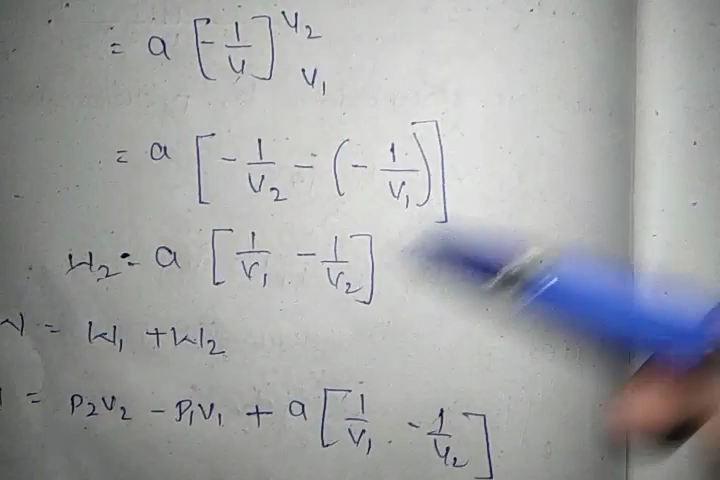 = a [-1/V]V2 V1
= a [-1/V2 - (-1/V1)]
W2 = a [1/V1 - 1/V2]
W = W1 + W2
= P2V2 - P1V1 + a [1/V1 - 1/V2]